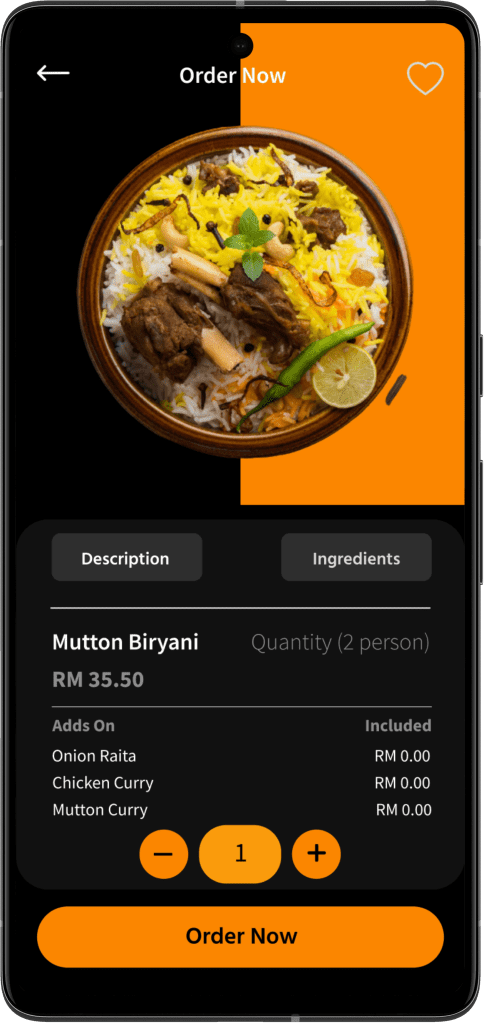 Order Now
Description Ingredients
Mutton Biryani Quantity (2 person)
RM 35.50
Adds On Included
Onion Raita RM 0.00
Chicken Curry RM 0.00
Mutton Curry RM 0.00
− 1 +
Order Now